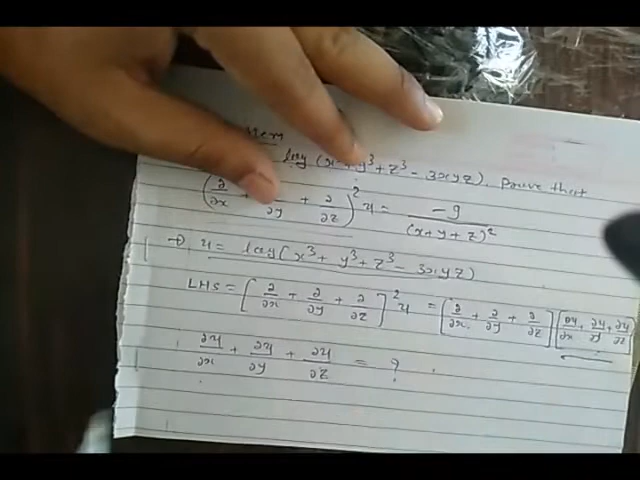 log (x³ + y³ + z³ - 3xyz). Prove that
(∂/∂x + ∂/∂y + ∂/∂z)² u = -9/(x+y+z)²
→ u = log(x³ + y³ + z³ - 3xyz)
LHS = [∂/∂x + ∂/∂y + ∂/∂z]² u = [∂/∂x + ∂/∂y + ∂/∂z] [∂u/∂x + ∂u/∂y + ∂u/∂z]
∂u/∂x + ∂u/∂y + ∂u/∂z = ?